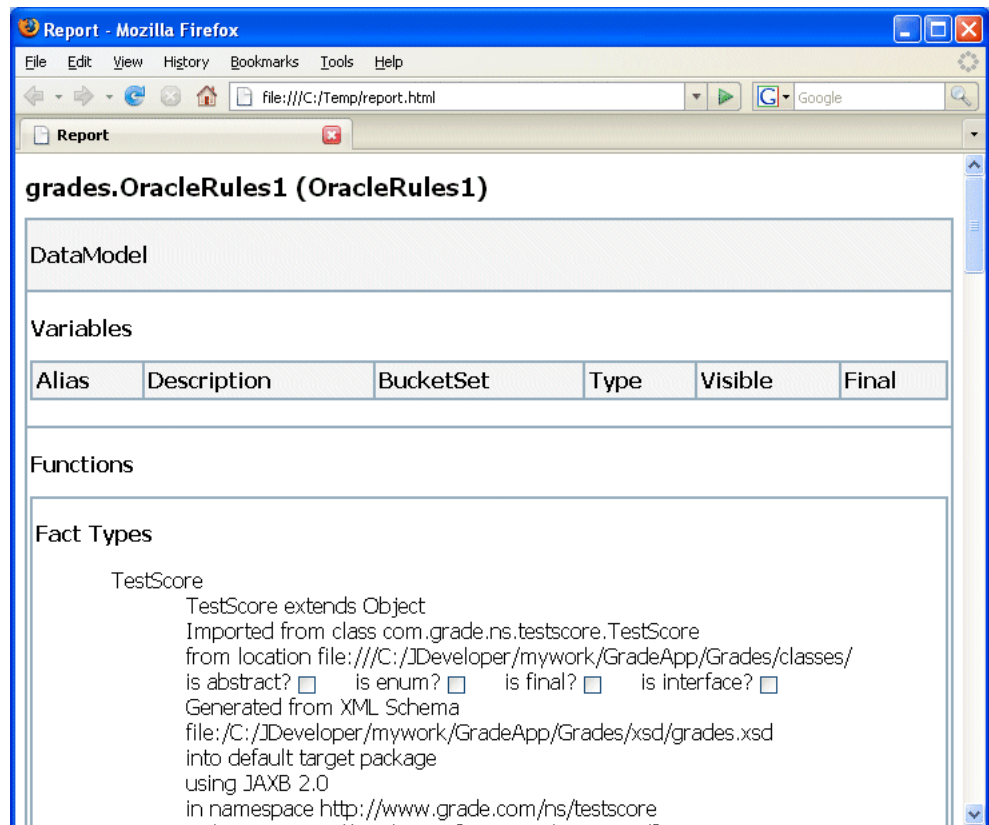 Report - Mozilla Firefox
File Edit View History Bookmarks Tools Help
file:///C:/Temp/report.html
G Google
Report
grades.OracleRules1 (OracleRules1)
DataModel
Variables
Alias Description BucketSet Type Visible Final
Functions
Fact Types
TestScore
TestScore extends Object
Imported from class com.grade.ns.testscore.TestScore
from location file:///C:/JDeveloper/mywork/GradeApp/Grades/classes/
is abstract? is enum? is final? is interface?
Generated from XML Schema
file:/C:/JDeveloper/mywork/GradeApp/Grades/xsd/grades.xsd
into default target package
using JAXB 2.0
in namespace http://www.grade.com/ns/testscore